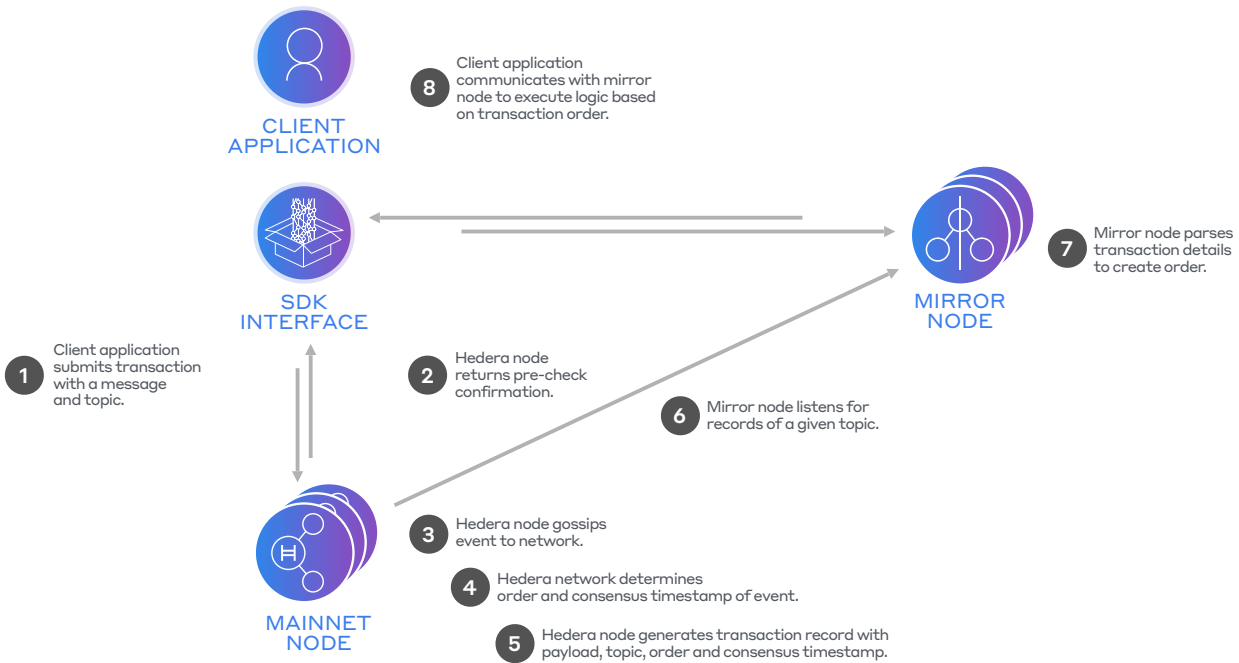 CLIENT
APPLICATION
8
Client application
communicates with mirror
node to execute logic based
on transaction order.
SDK
INTERFACE
MIRROR
NODE
7
Mirror node parses
transaction details
to create order.
1
Client application
submits transaction
with a message
and topic.
2
Hedera node
returns pre-check
confirmation.
6
Mirror node listens for
records of a given topic.
H
MAINNET
NODE
3
Hedera node gossips
event to network.
4
Hedera network determines
order and consensus timestamp of event.
5
Hedera node generates transaction record with
payload, topic, order and consensus timestamp.